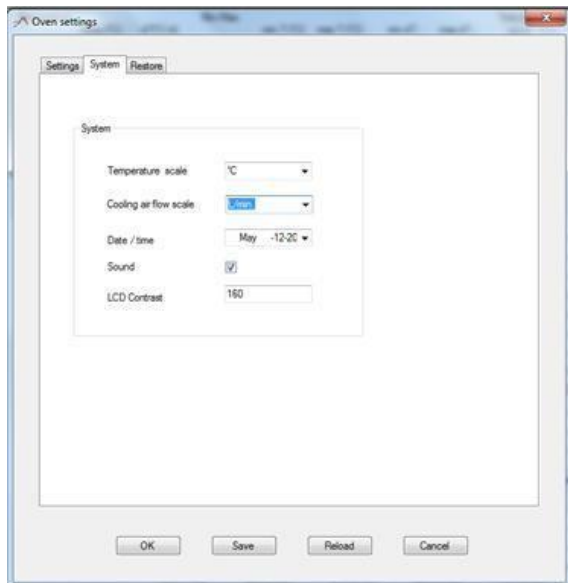 Oven settings
Settings System Restore
System
Temperature scale °C
Cooling air flow scale L/min.
Date / time May -12-20
Sound
LCD Contrast 160
OK Save Reload Cancel